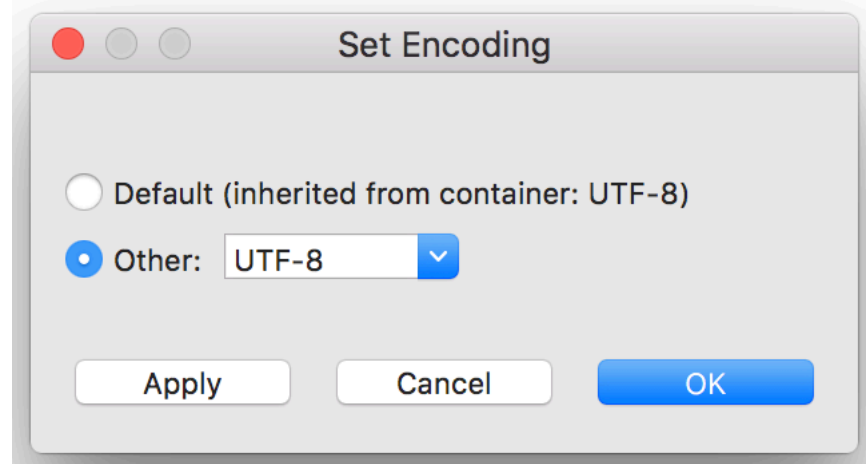 Set Encoding
Default (inherited from container: UTF-8)
Other: UTF-8
Apply Cancel OK